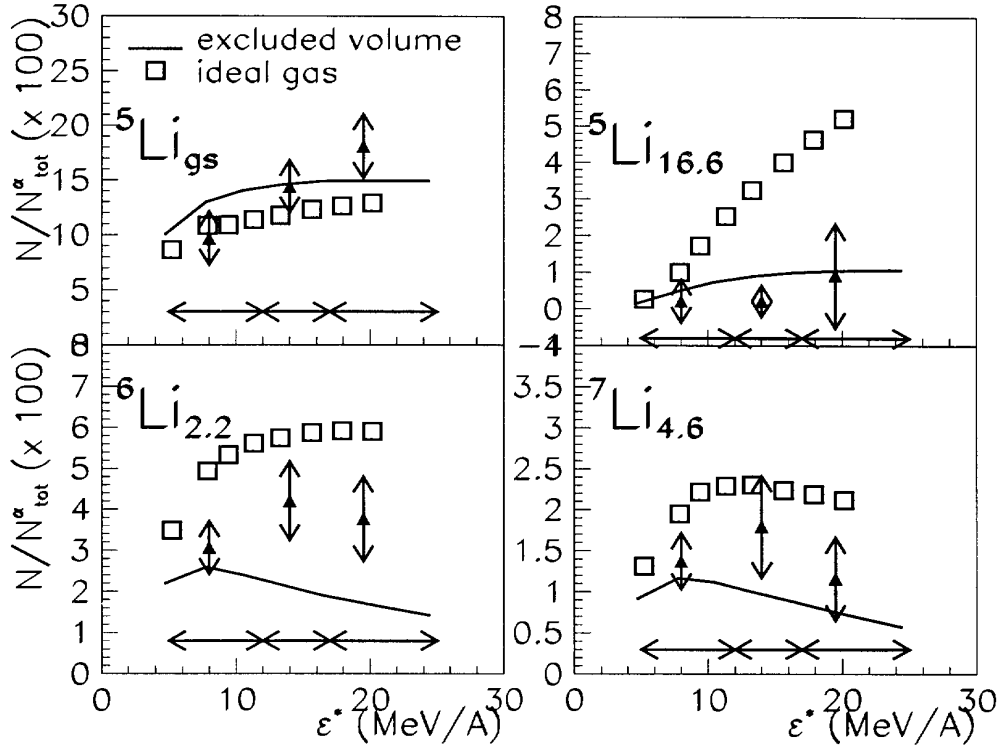 excluded volume
ideal gas
⁵Li_gs
N/N^α_tot (x 100)
30
25
20
15
10
5
0
⁵Li_16.6
8
7
6
5
4
3
2
1
0
-1
⁶Li_2.2
N/N^α_tot (x 100)
8
7
6
5
4
3
2
1
0
0 10 20 30
ε* (MeV/A)
⁷Li_4.6
4
3.5
3
2.5
2
1.5
1
0.5
0
0 10 20 30
ε* (MeV/A)